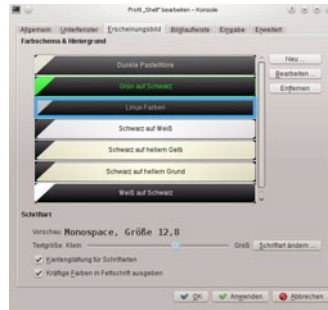 Profil „Shell“ bearbeiten – Konsole
Allgemein Unterfenster Erscheinungsbild Bildlaufleiste Eingabe Erweitert
Farbschema & Hintergrund
Dunkle Pastelltöne
Grün auf Schwarz
Linux-Farben
Schwarz auf Weiß
Schwarz auf hellem Gelb
Schwarz auf hellem Grund
Weiß auf Schwarz
Neu ...
Bearbeiten ...
Entfernen
Schriftart
Vorschau: Monospace, Größe 12,8
Textgröße: Klein Groß Schriftart ändern ...
Kantenglättung für Schriftarten
Kräftige Farben in Fettschrift ausgeben
OK Anwenden Abbrechen